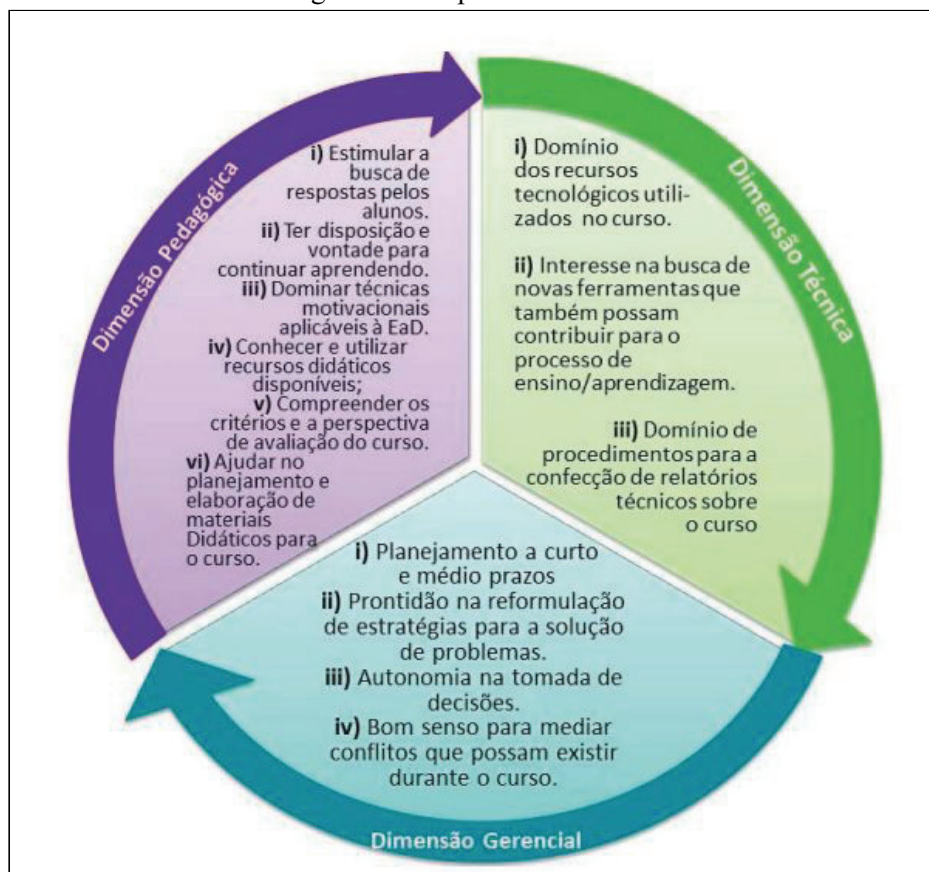 Dimensão Pedagógica
i) Estimular a
busca de
respostas pelos
alunos.
ii) Ter disposição e
vontade para
continuar aprendendo.
iii) Dominar técnicas
motivacionais
aplicáveis à EaD.
iv) Conhecer e utilizar
recursos didáticos
disponíveis;
v) Compreender os
critérios e a perspectiva
de avaliação do curso.
vi) Ajudar no
planejamento e
elaboração de
materiais
Didáticos para
o curso.
Dimensão Técnica
i) Domínio
dos recursos
tecnológicos utili-
zados no curso.
ii) Interesse na busca de
novas ferramentas que
também possam
contribuir para o
processo de
ensino/aprendizagem.
iii) Domínio de
procedimentos para a
confecção de relatórios
técnicos sobre
o curso
i) Planejamento a curto
e médio prazos
ii) Prontidão na reformulação
de estratégias para a solução
de problemas.
iii) Autonomia na tomada de
decisões.
iv) Bom senso para mediar
conflitos que possam existir
durante o curso.
Dimensão Gerencial